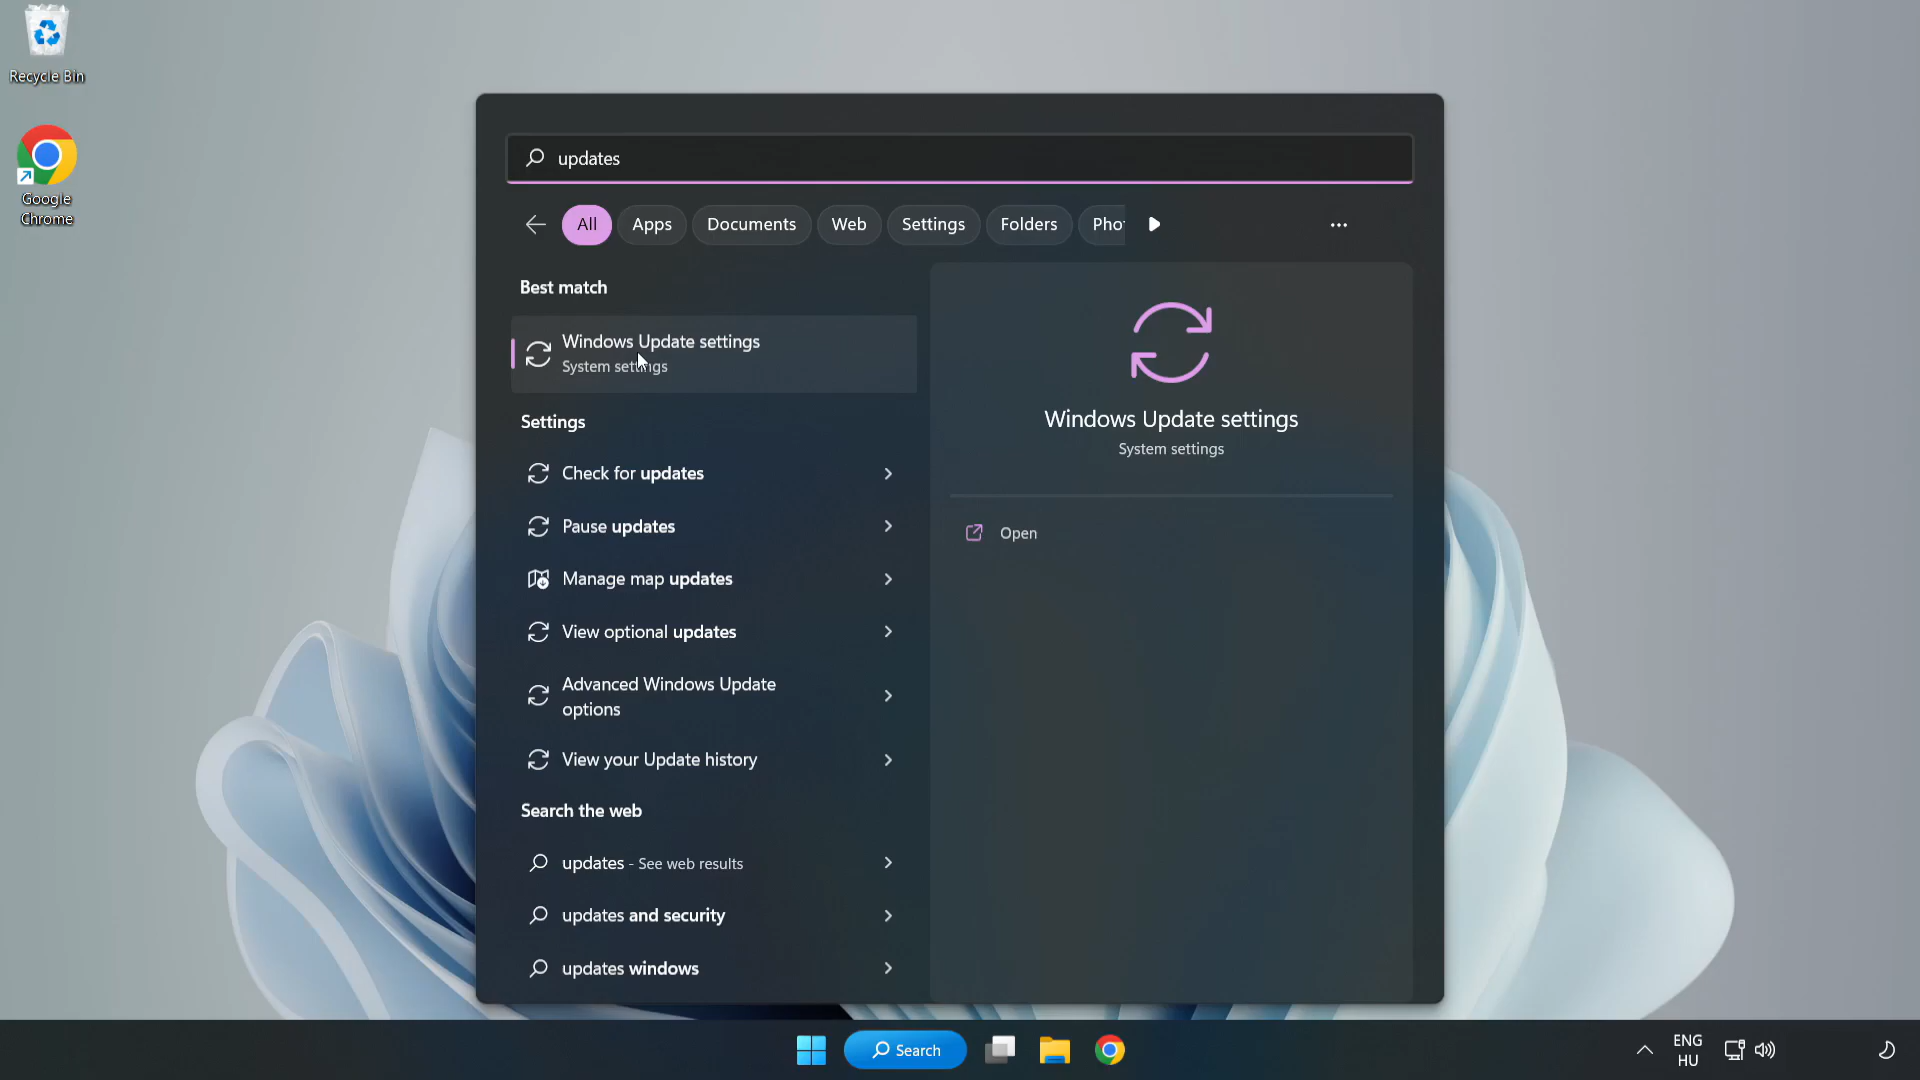 Recycle Bin
Google
Chrome
updates
All
Apps
Documents
Web
Settings
Folders
Pho
Best match
Windows Update settings
System settings
Settings
Check for updates
Pause updates
Manage map updates
View optional updates
Advanced Windows Update
options
View your Update history
Search the web
updates - See web results
updates and security
updates windows
Windows Update settings
System settings
Open
Search
ENG
HU